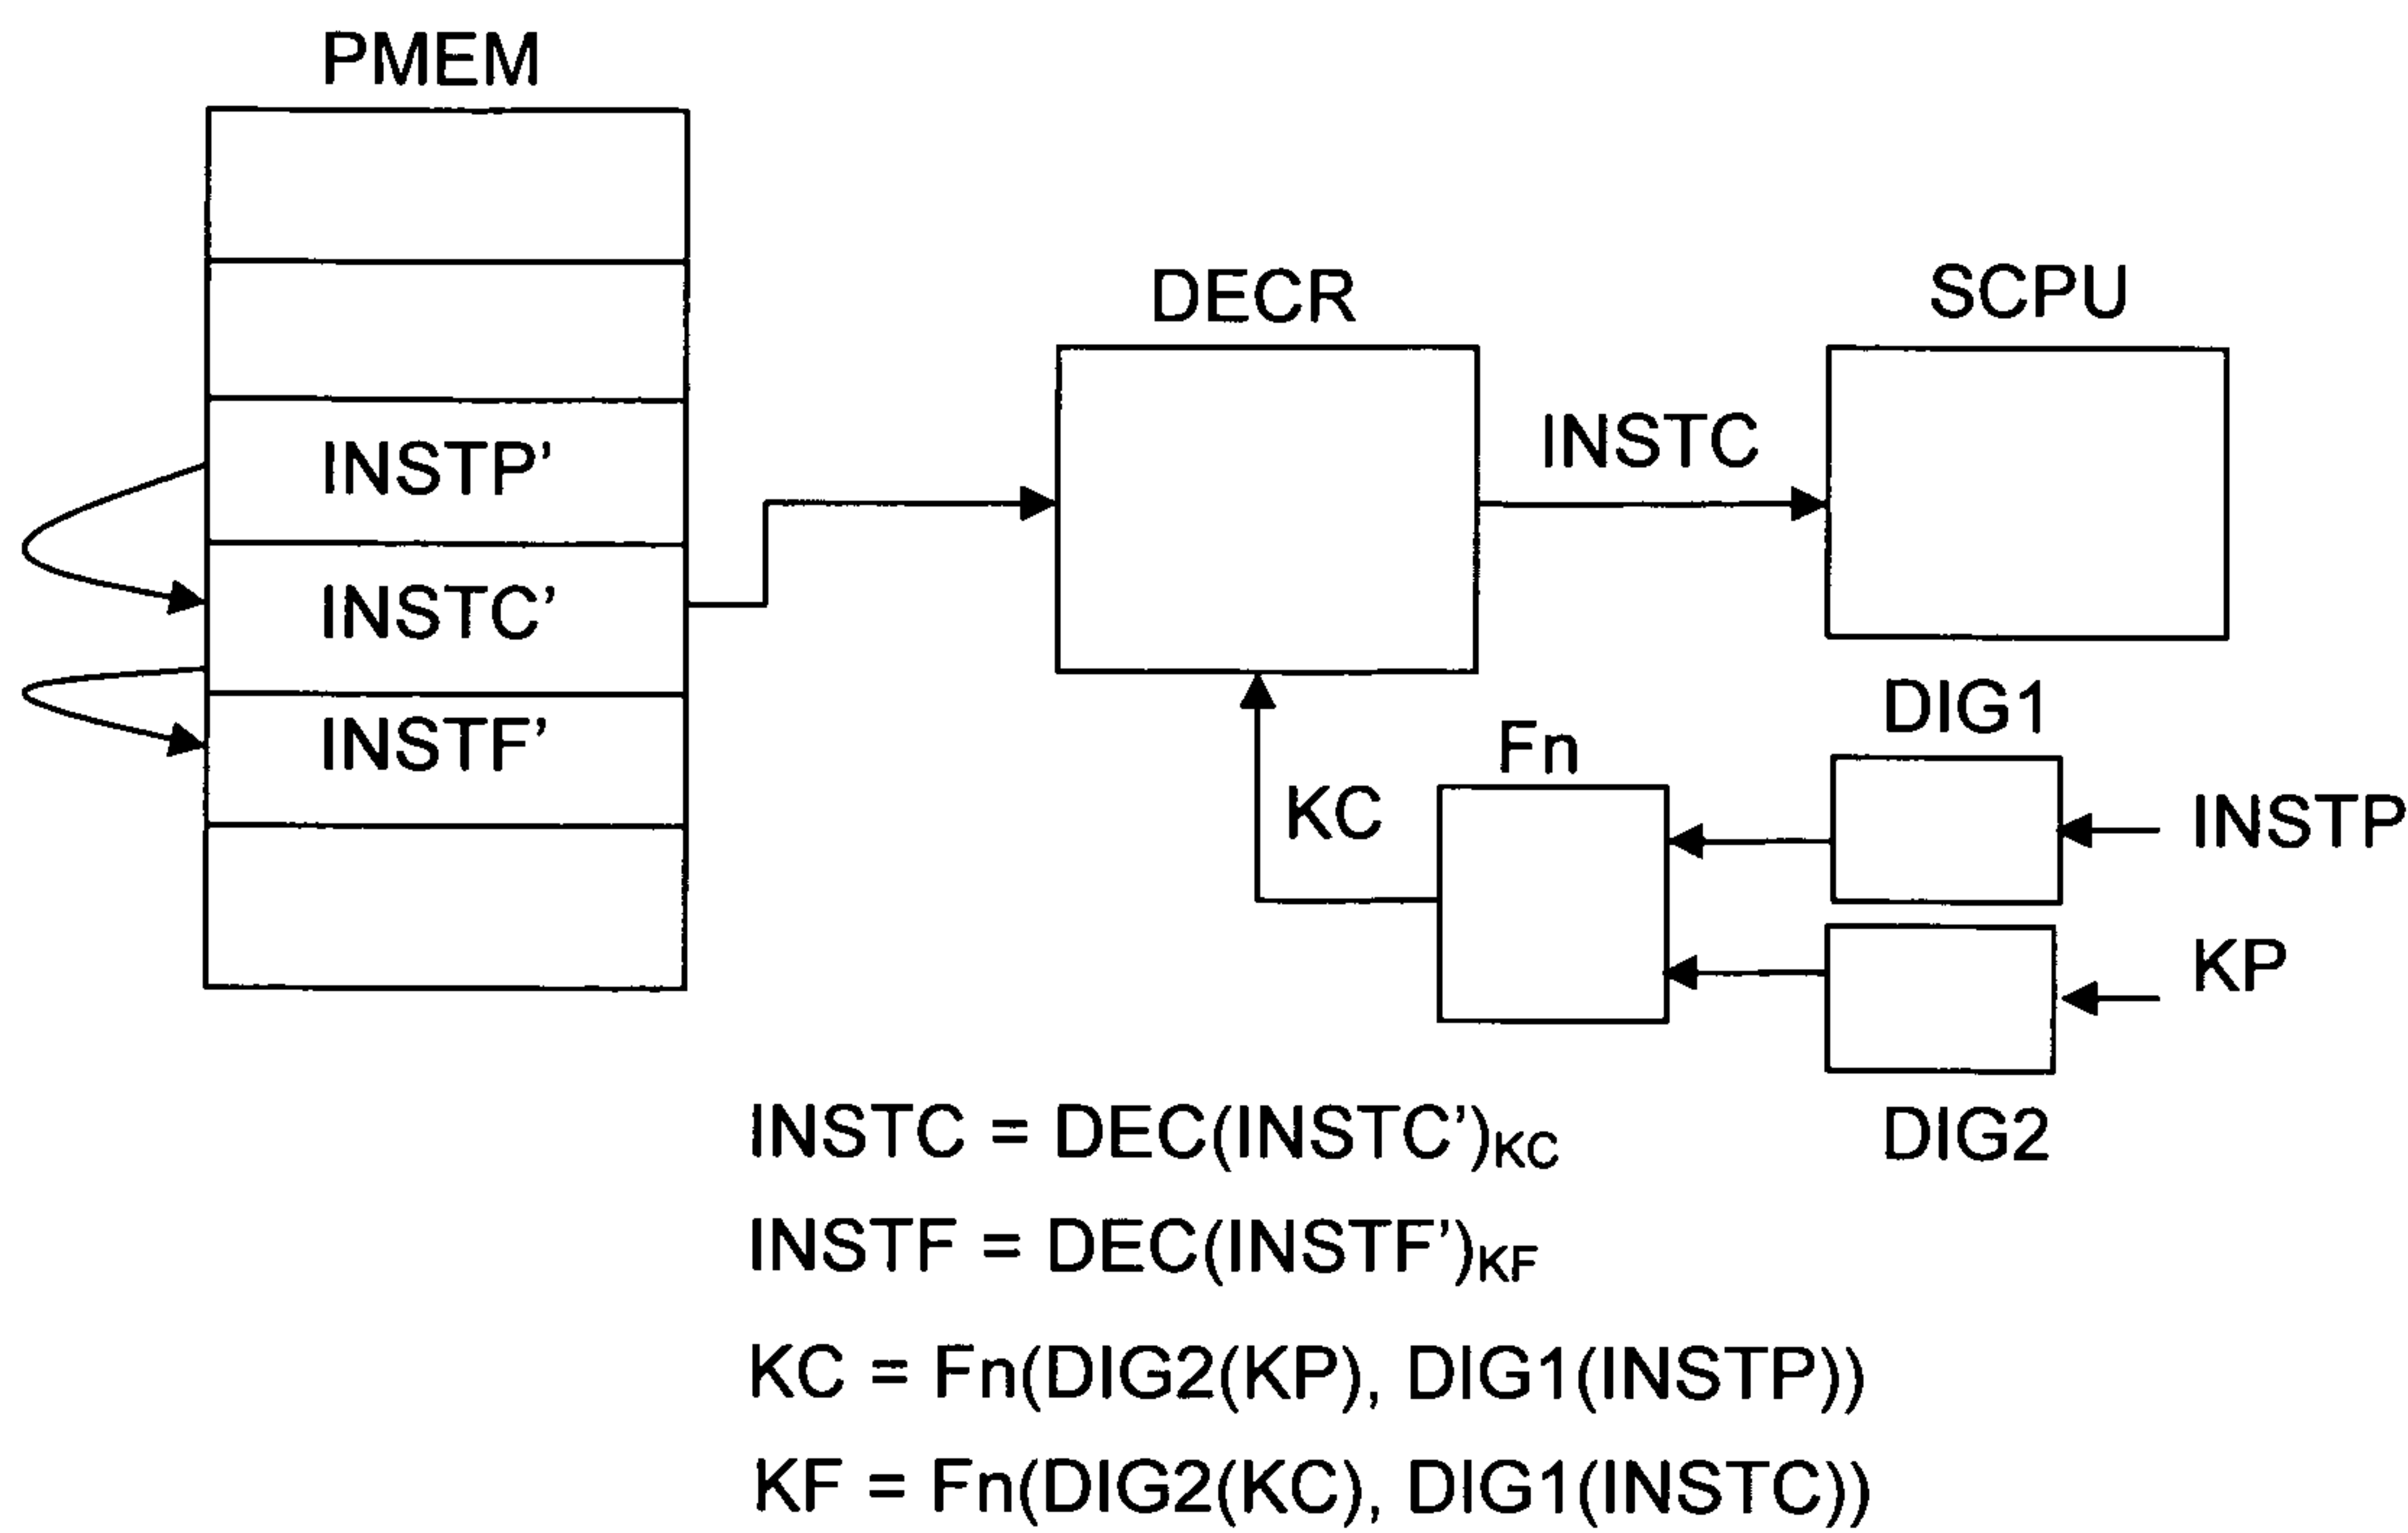 PMEM
INSTP’
INSTC’
INSTF’
DECR
INSTC
SCPU
KC
Fn
DIG1
INSTP
KP
DIG2
INSTC = DEC(INSTC’)KC
INSTF = DEC(INSTF’)KF
KC = Fn(DIG2(KP), DIG1(INSTP))
KF = Fn(DIG2(KC), DIG1(INSTC))